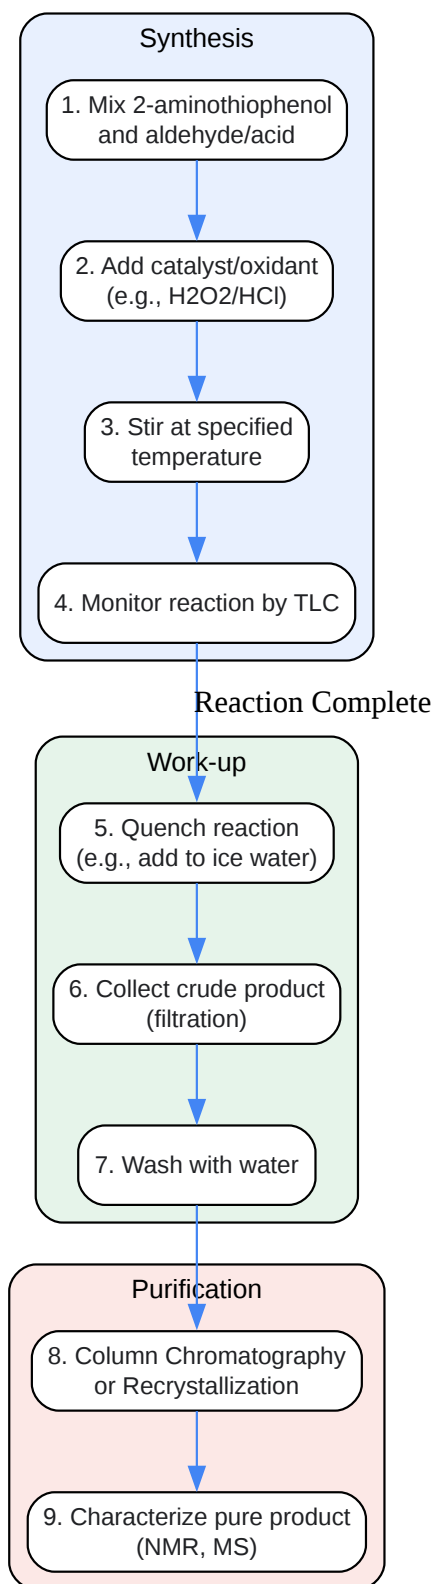 Synthesis
1. Mix 2-aminothiophenol
and aldehyde/acid
2. Add catalyst/oxidant
(e.g., H2O2/HCl)
3. Stir at specified
temperature
4. Monitor reaction by TLC
Reaction Complete
Work-up
5. Quench reaction
(e.g., add to ice water)
6. Collect crude product
(filtration)
7. Wash with water
Purification
8. Column Chromatography
or Recrystallization
9. Characterize pure product
(NMR, MS)